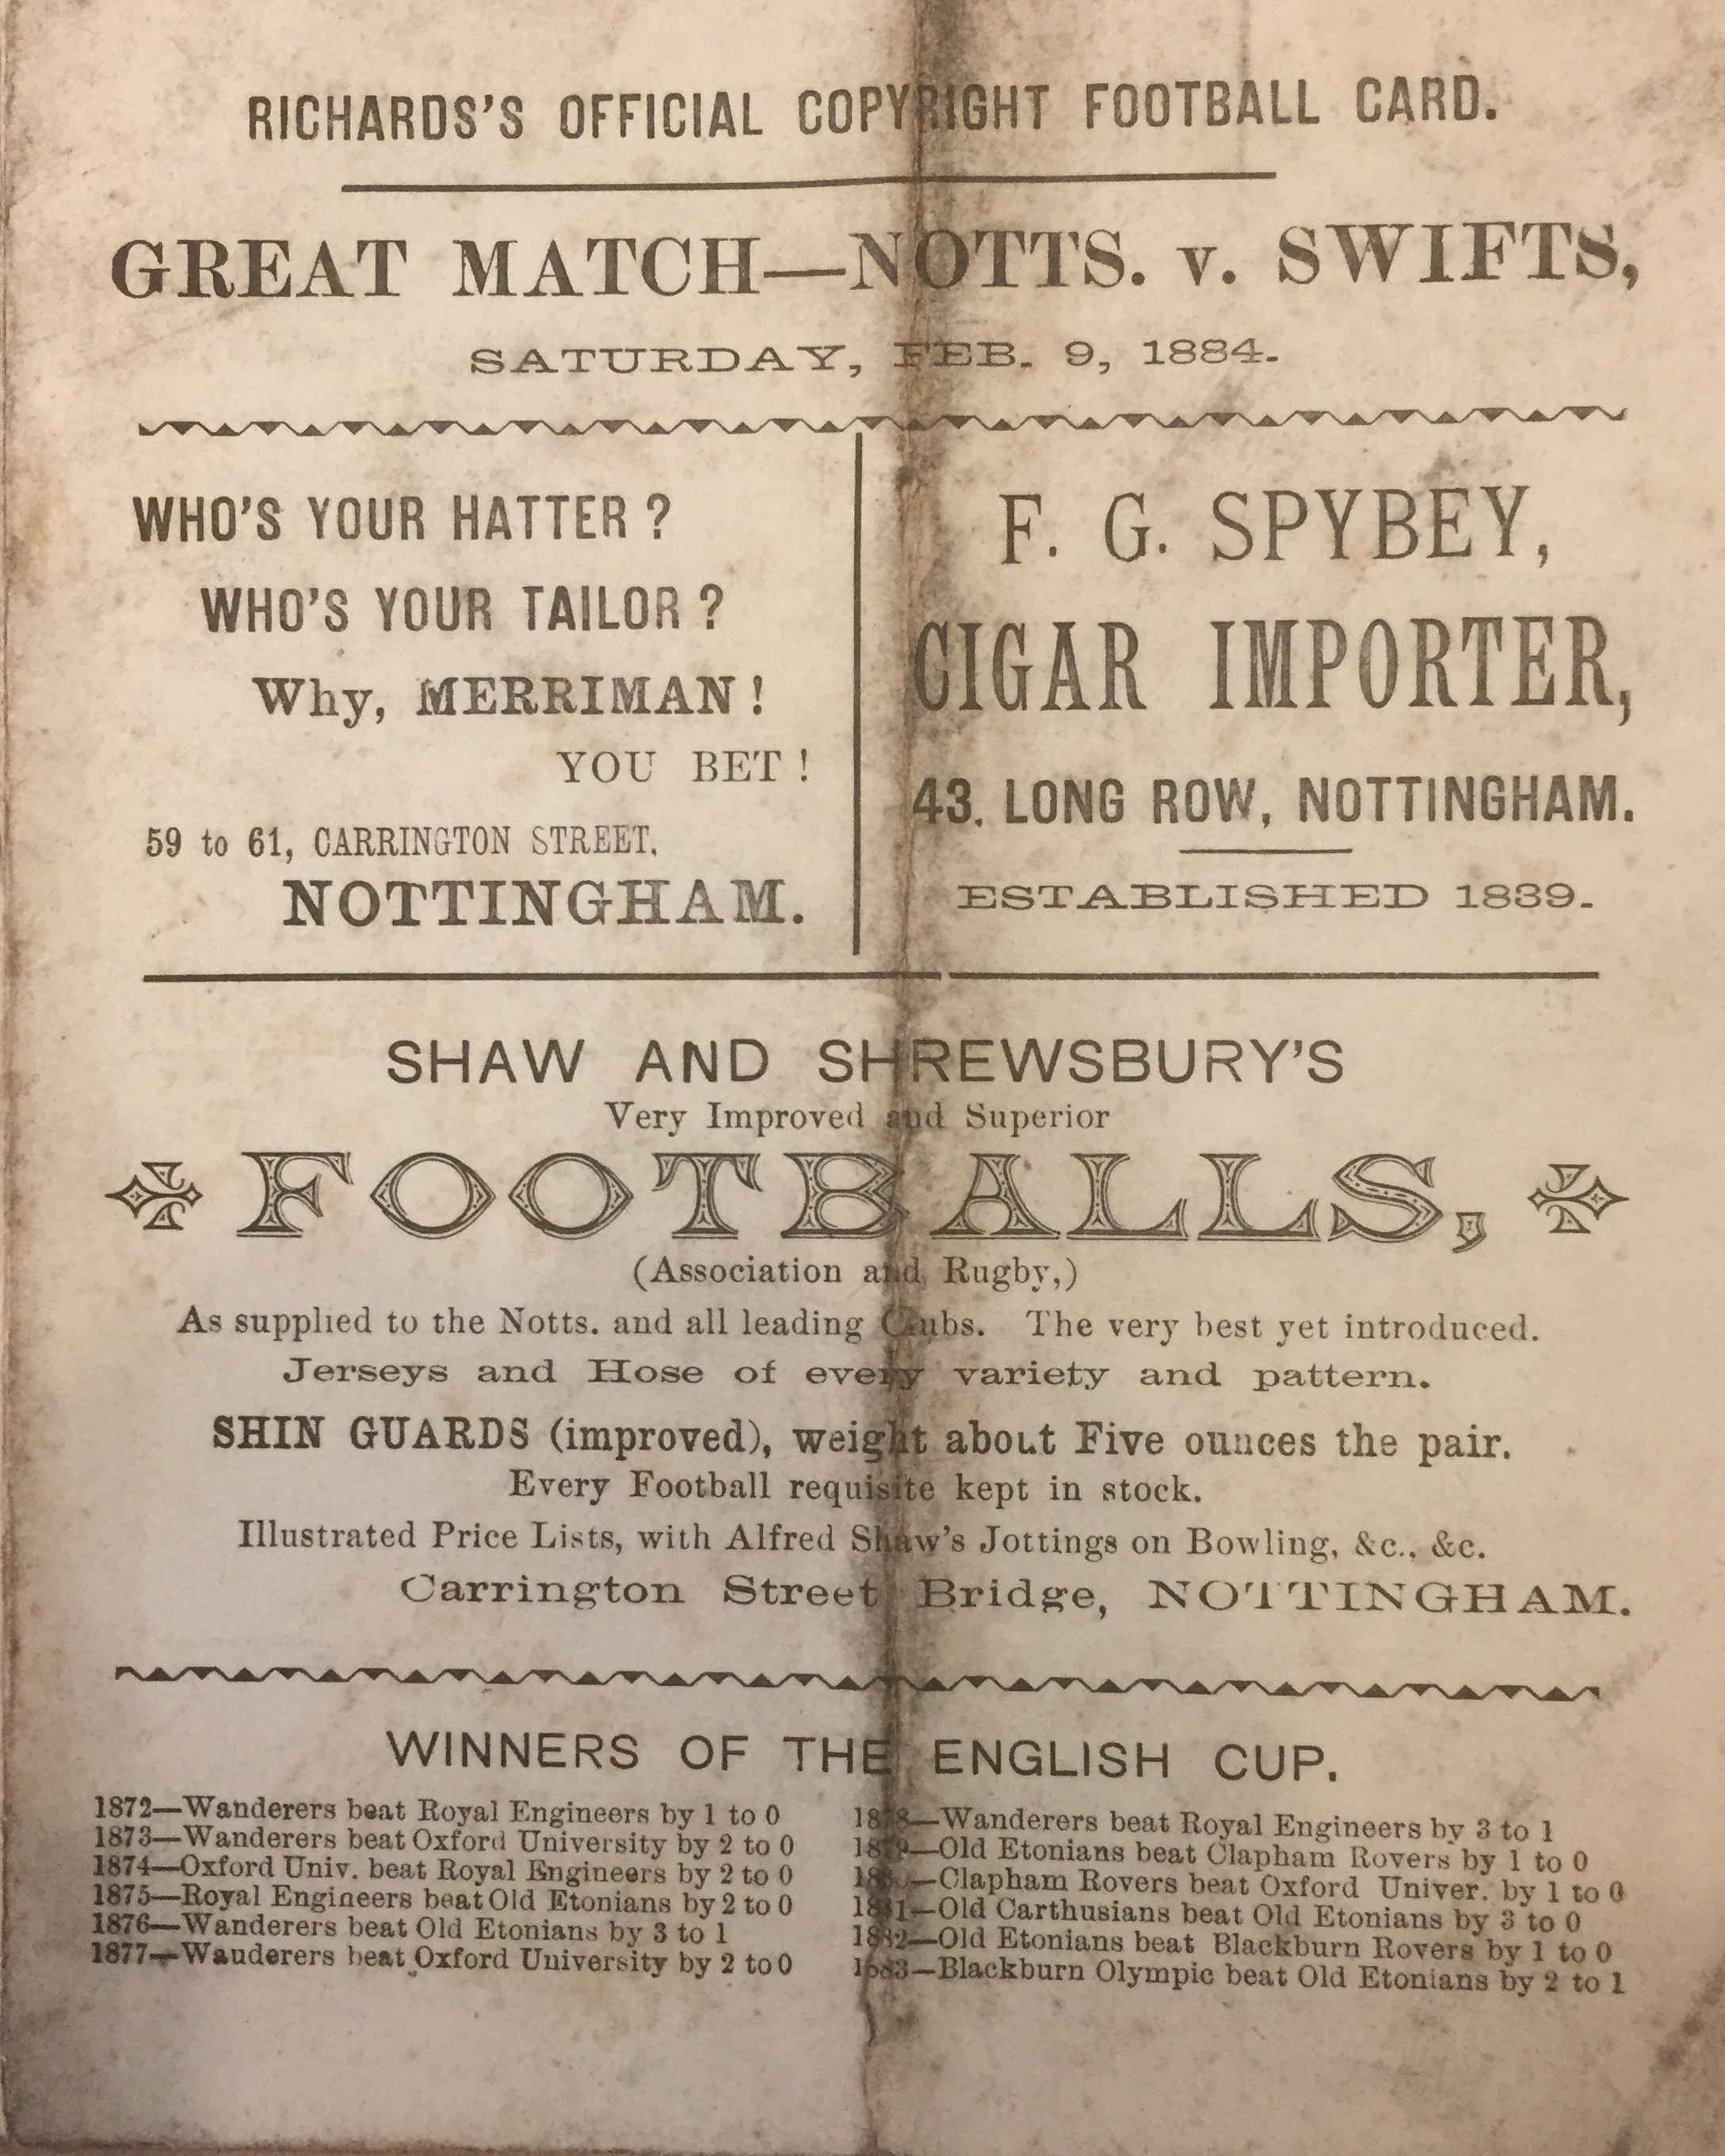 RICHARDS'S OFFICIAL COPYRIGHT FOOTBALL CARD.
GREAT MATCH—NOTTS. v. SWIFTS,
SATURDAY, FEB. 9, 1884.
WHO'S YOUR HATTER ?
WHO'S YOUR TAILOR ?
Why, MERRIMAN !
YOU BET !
59 to 61, CARRINGTON STREET,
NOTTINGHAM.
F. G. SPYBEY,
CIGAR IMPORTER,
43, LONG ROW, NOTTINGHAM.
ESTABLISHED 1839.
SHAW AND SHREWSBURY'S
Very Improved and Superior
FOOTBALLS,
(Association and Rugby,)
As supplied to the Notts. and all leading Clubs. The very best yet introduced.
Jerseys and Hose of every variety and pattern.
SHIN GUARDS (improved), weight about Five ounces the pair.
Every Football requisite kept in stock.
Illustrated Price Lists, with Alfred Shaw's Jottings on Bowling, &c., &c.
Carrington Street Bridge, NOTTINGHAM.
WINNERS OF THE ENGLISH CUP.
1872—Wanderers beat Royal Engineers by 1 to 0
1873—Wanderers beat Oxford University by 2 to 0
1874—Oxford Univ. beat Royal Engineers by 2 to 0
1875—Royal Engineers beat Old Etonians by 2 to 0
1876—Wanderers beat Old Etonians by 3 to 1
1877—Wauderers beat Oxford University by 2 to 0
1878—Wanderers beat Royal Engineers by 3 to 1
1879—Old Etonians beat Clapham Rovers by 1 to 0
1880—Clapham Rovers beat Oxford Univer. by 1 to 0
1881—Old Carthusians beat Old Etonians by 3 to 0
1882—Old Etonians beat Blackburn Rovers by 1 to 0
1883—Blackburn Olympic beat Old Etonians by 2 to 1